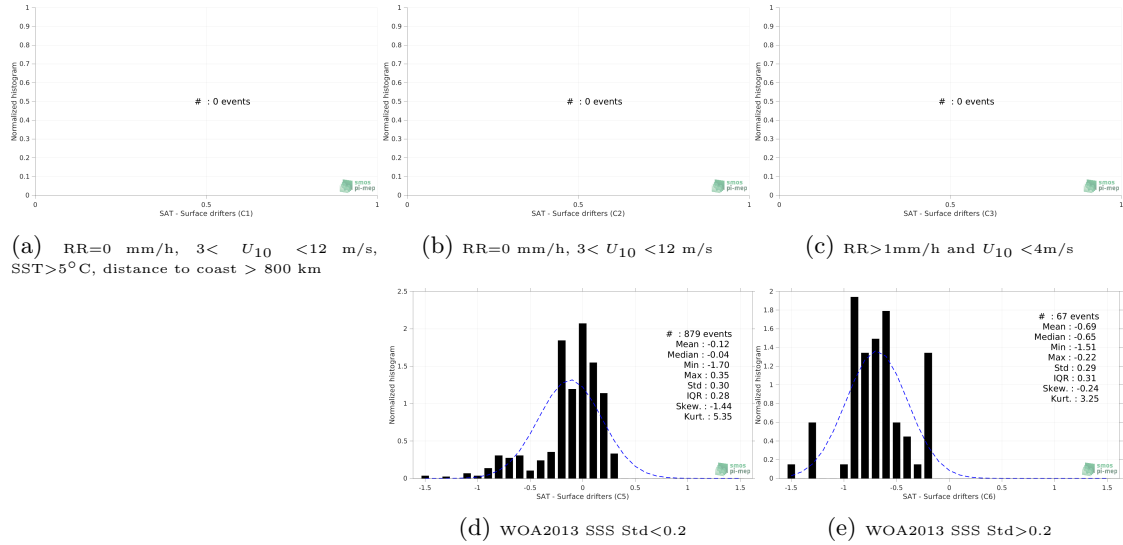 1
0.9
0.8
0.7
0.6
0.5
0.4
0.3
0.2
0.1
0
Normalized histogram
# : 0 events
smos
pi-mep
0 0.5 1
SAT - Surface drifters (C1)
(a) RR=0 mm/h, 3< U10 <12 m/s,
SST>5°C, distance to coast > 800 km
1
0.9
0.8
0.7
0.6
0.5
0.4
0.3
0.2
0.1
0
Normalized histogram
# : 0 events
smos
pi-mep
0 0.5 1
SAT - Surface drifters (C2)
(b) RR=0 mm/h, 3< U10 <12 m/s
1
0.9
0.8
0.7
0.6
0.5
0.4
0.3
0.2
0.1
0
Normalized histogram
# : 0 events
smos
pi-mep
0 0.5 1
SAT - Surface drifters (C3)
(c) RR>1mm/h and U10 <4m/s
2.5
2
1.5
1
0.5
0
Normalized histogram
# : 879 events
Mean : -0.12
Median : -0.04
Min : -1.70
Max : 0.35
Std : 0.30
IQR : 0.28
Skew. : -1.44
Kurt. : 5.35
smos
pi-mep
-1.5 -1 -0.5 0 0.5 1 1.5
SAT - Surface drifters (C5)
(d) WOA2013 SSS Std<0.2
2
1.8
1.6
1.4
1.2
1
0.8
0.6
0.4
0.2
0
Normalized histogram
# : 67 events
Mean : -0.69
Median : -0.65
Min : -1.51
Max : -0.22
Std : 0.29
IQR : 0.31
Skew. : -0.24
Kurt. : 3.25
smos
pi-mep
-1.5 -1 -0.5 0 0.5 1 1.5
SAT - Surface drifters (C6)
(e) WOA2013 SSS Std>0.2